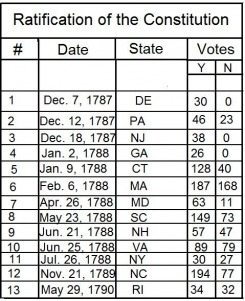 Ratification of the Constitution
# Date State Votes
Y N
1 Dec. 7, 1787 DE 30 0
2 Dec. 12, 1787 PA 46 23
3 Dec. 18, 1787 NJ 38 0
4 Jan. 2, 1788 GA 26 0
5 Jan. 9, 1788 CT 128 40
6 Feb. 6, 1788 MA 187 168
7 Apr. 26, 1788 MD 63 11
8 May 23, 1788 SC 149 73
9 Jun. 21, 1788 NH 57 47
10 Jun. 25, 1788 VA 89 79
11 Jul. 26, 1788 NY 30 27
12 Nov. 21, 1789 NC 194 77
13 May 29, 1790 RI 34 32